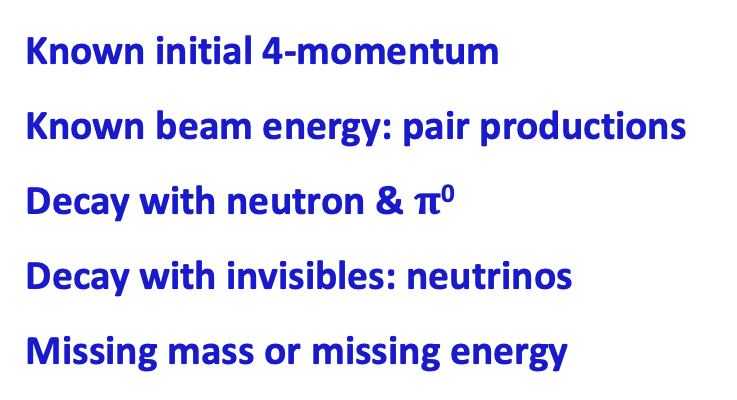 Known initial 4-momentum
Known beam energy: pair productions
Decay with neutron & π⁰
Decay with invisibles: neutrinos
Missing mass or missing energy